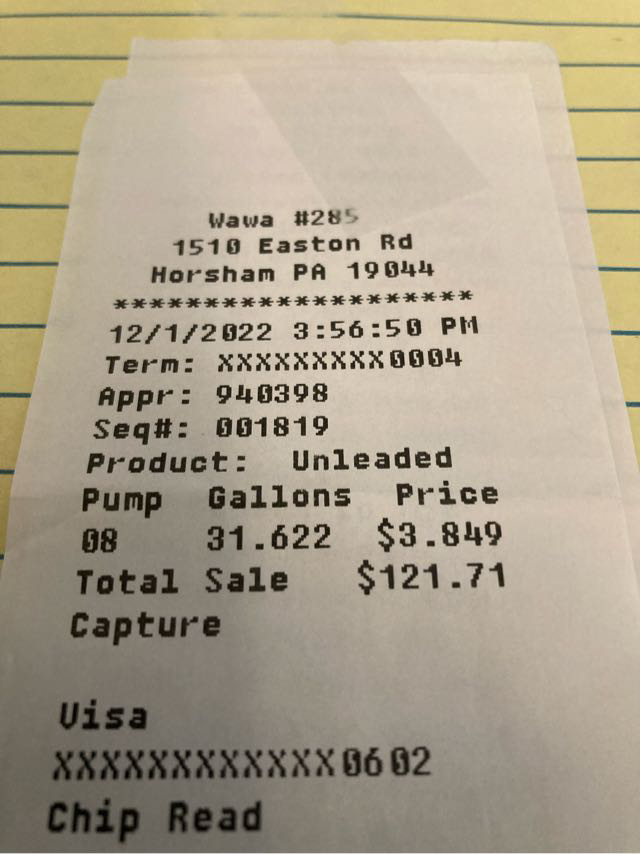 Wawa #285
1510 Easton Rd
Horsham PA 19044
********************
12/1/2022 3:56:50 PM
Term: XXXXXXXXX0004
Appr: 940398
Seq#: 001819
Product: Unleaded
Pump Gallons Price
08 31.622 $3.849
Total Sale $121.71
Capture
Visa
XXXXXXXXXXXX0602
Chip Read